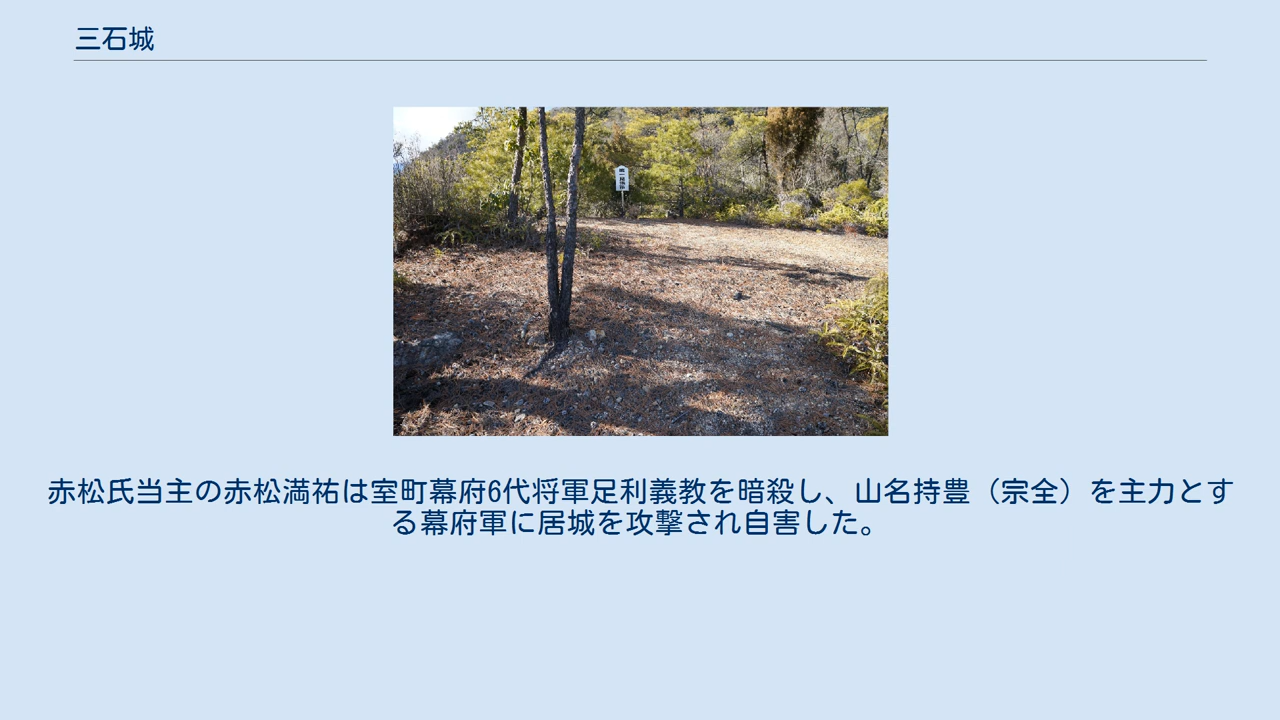 三石城
赤松氏当主の赤松満祐は室町幕府6代将軍足利義教を暗殺し、山名持豊（宗全）を主力とす
る幕府軍に居城を攻撃され自害した。